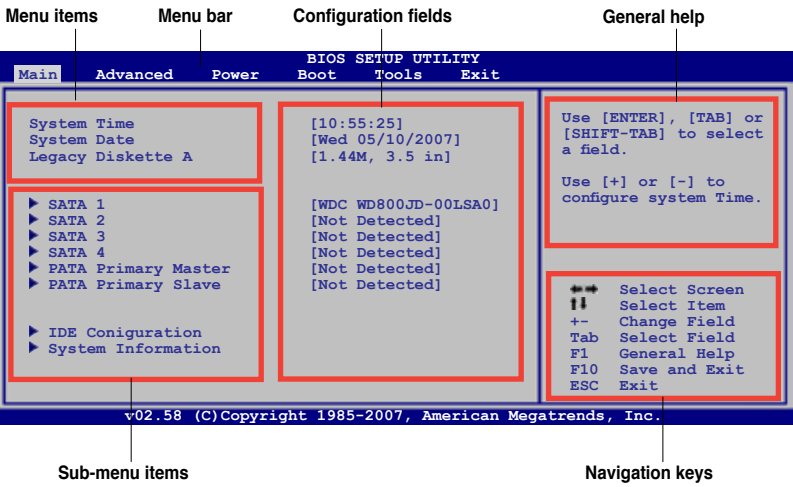 Menu items Menu bar Configuration fields General help
BIOS SETUP UTILITY
Main Advanced Power Boot Tools Exit
System Time [10:55:25]
System Date [Wed 05/10/2007]
Legacy Diskette A [1.44M, 3.5 in]
SATA 1 [WDC WD800JD-00LSA0]
SATA 2 [Not Detected]
SATA 3 [Not Detected]
SATA 4 [Not Detected]
PATA Primary Master [Not Detected]
PATA Primary Slave [Not Detected]
IDE Coniguration
System Information
Use [ENTER], [TAB] or
[SHIFT-TAB] to select
a field.
Use [+] or [-] to
configure system Time.
Select Screen
Select Item
+- Change Field
Tab Select Field
F1 General Help
F10 Save and Exit
ESC Exit
v02.58 (C)Copyright 1985-2007, American Megatrends, Inc.
Sub-menu items Navigation keys